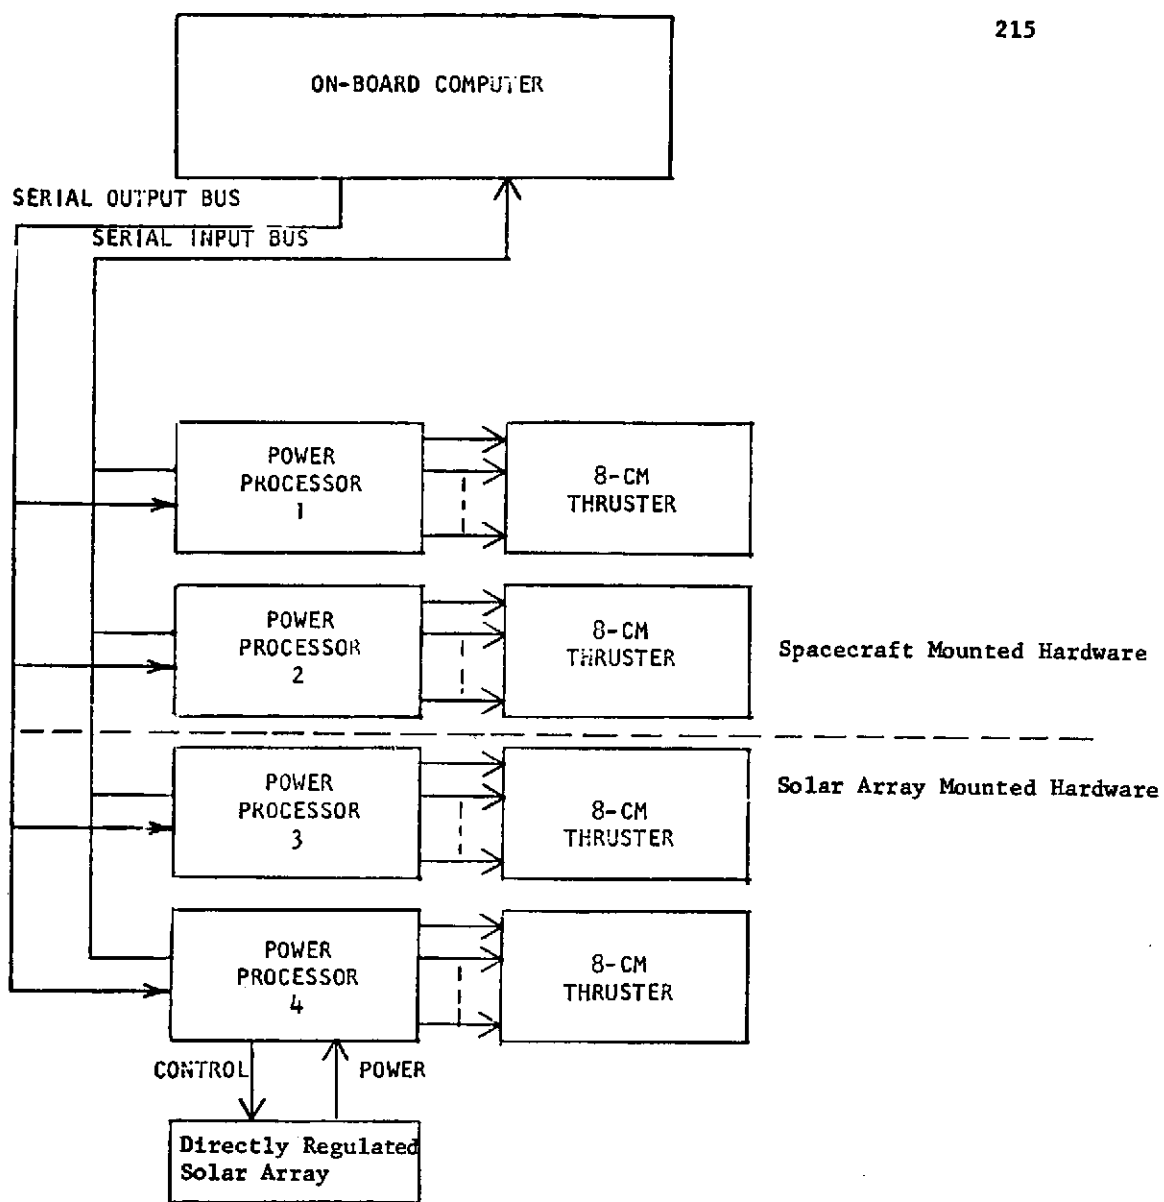 215
ON-BOARD COMPUTER
SERIAL OUTPUT BUS
SERIAL INPUT BUS
POWER
PROCESSOR
1
8-CM
THRUSTER
POWER
PROCESSOR
2
8-CM
THRUSTER
Spacecraft Mounted Hardware
Solar Array Mounted Hardware
POWER
PROCESSOR
3
8-CM
THRUSTER
POWER
PROCESSOR
4
8-CM
THRUSTER
CONTROL
POWER
Directly Regulated
Solar Array